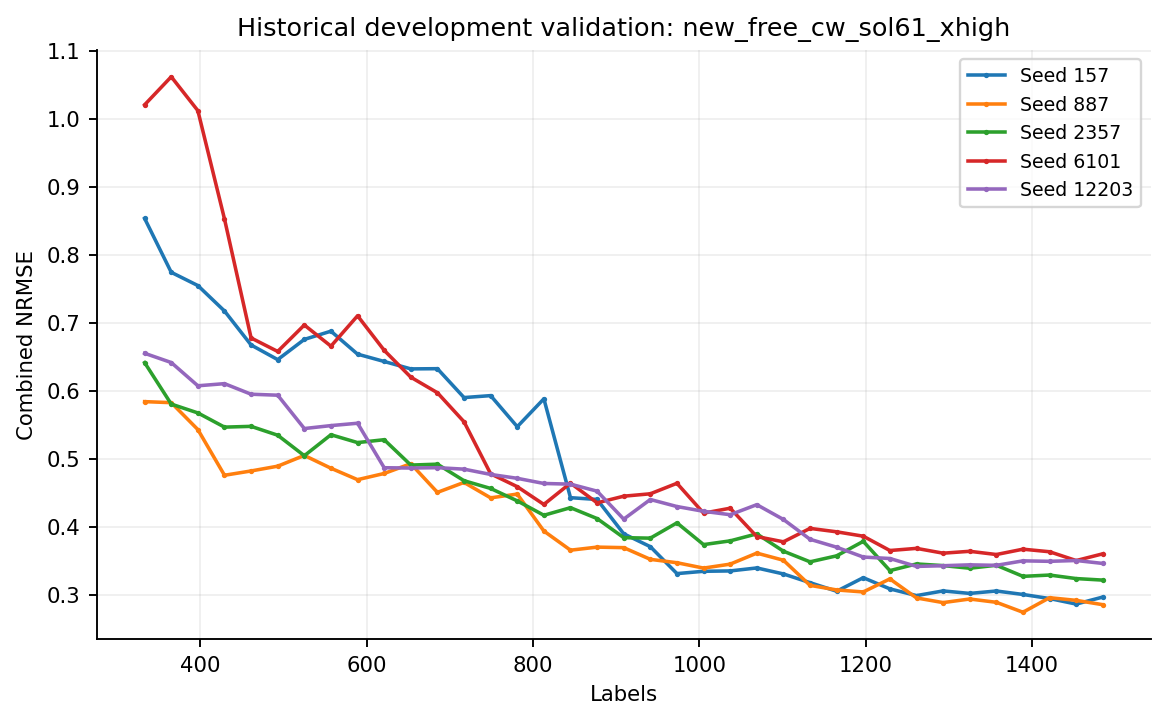 Historical development validation: new_free_cw_sol61_xhigh
1.1
1.0
0.9
0.8
0.7
0.6
0.5
0.4
0.3
Combined NRMSE
Seed 157
Seed 887
Seed 2357
Seed 6101
Seed 12203
400 600 800 1000 1200 1400
Labels